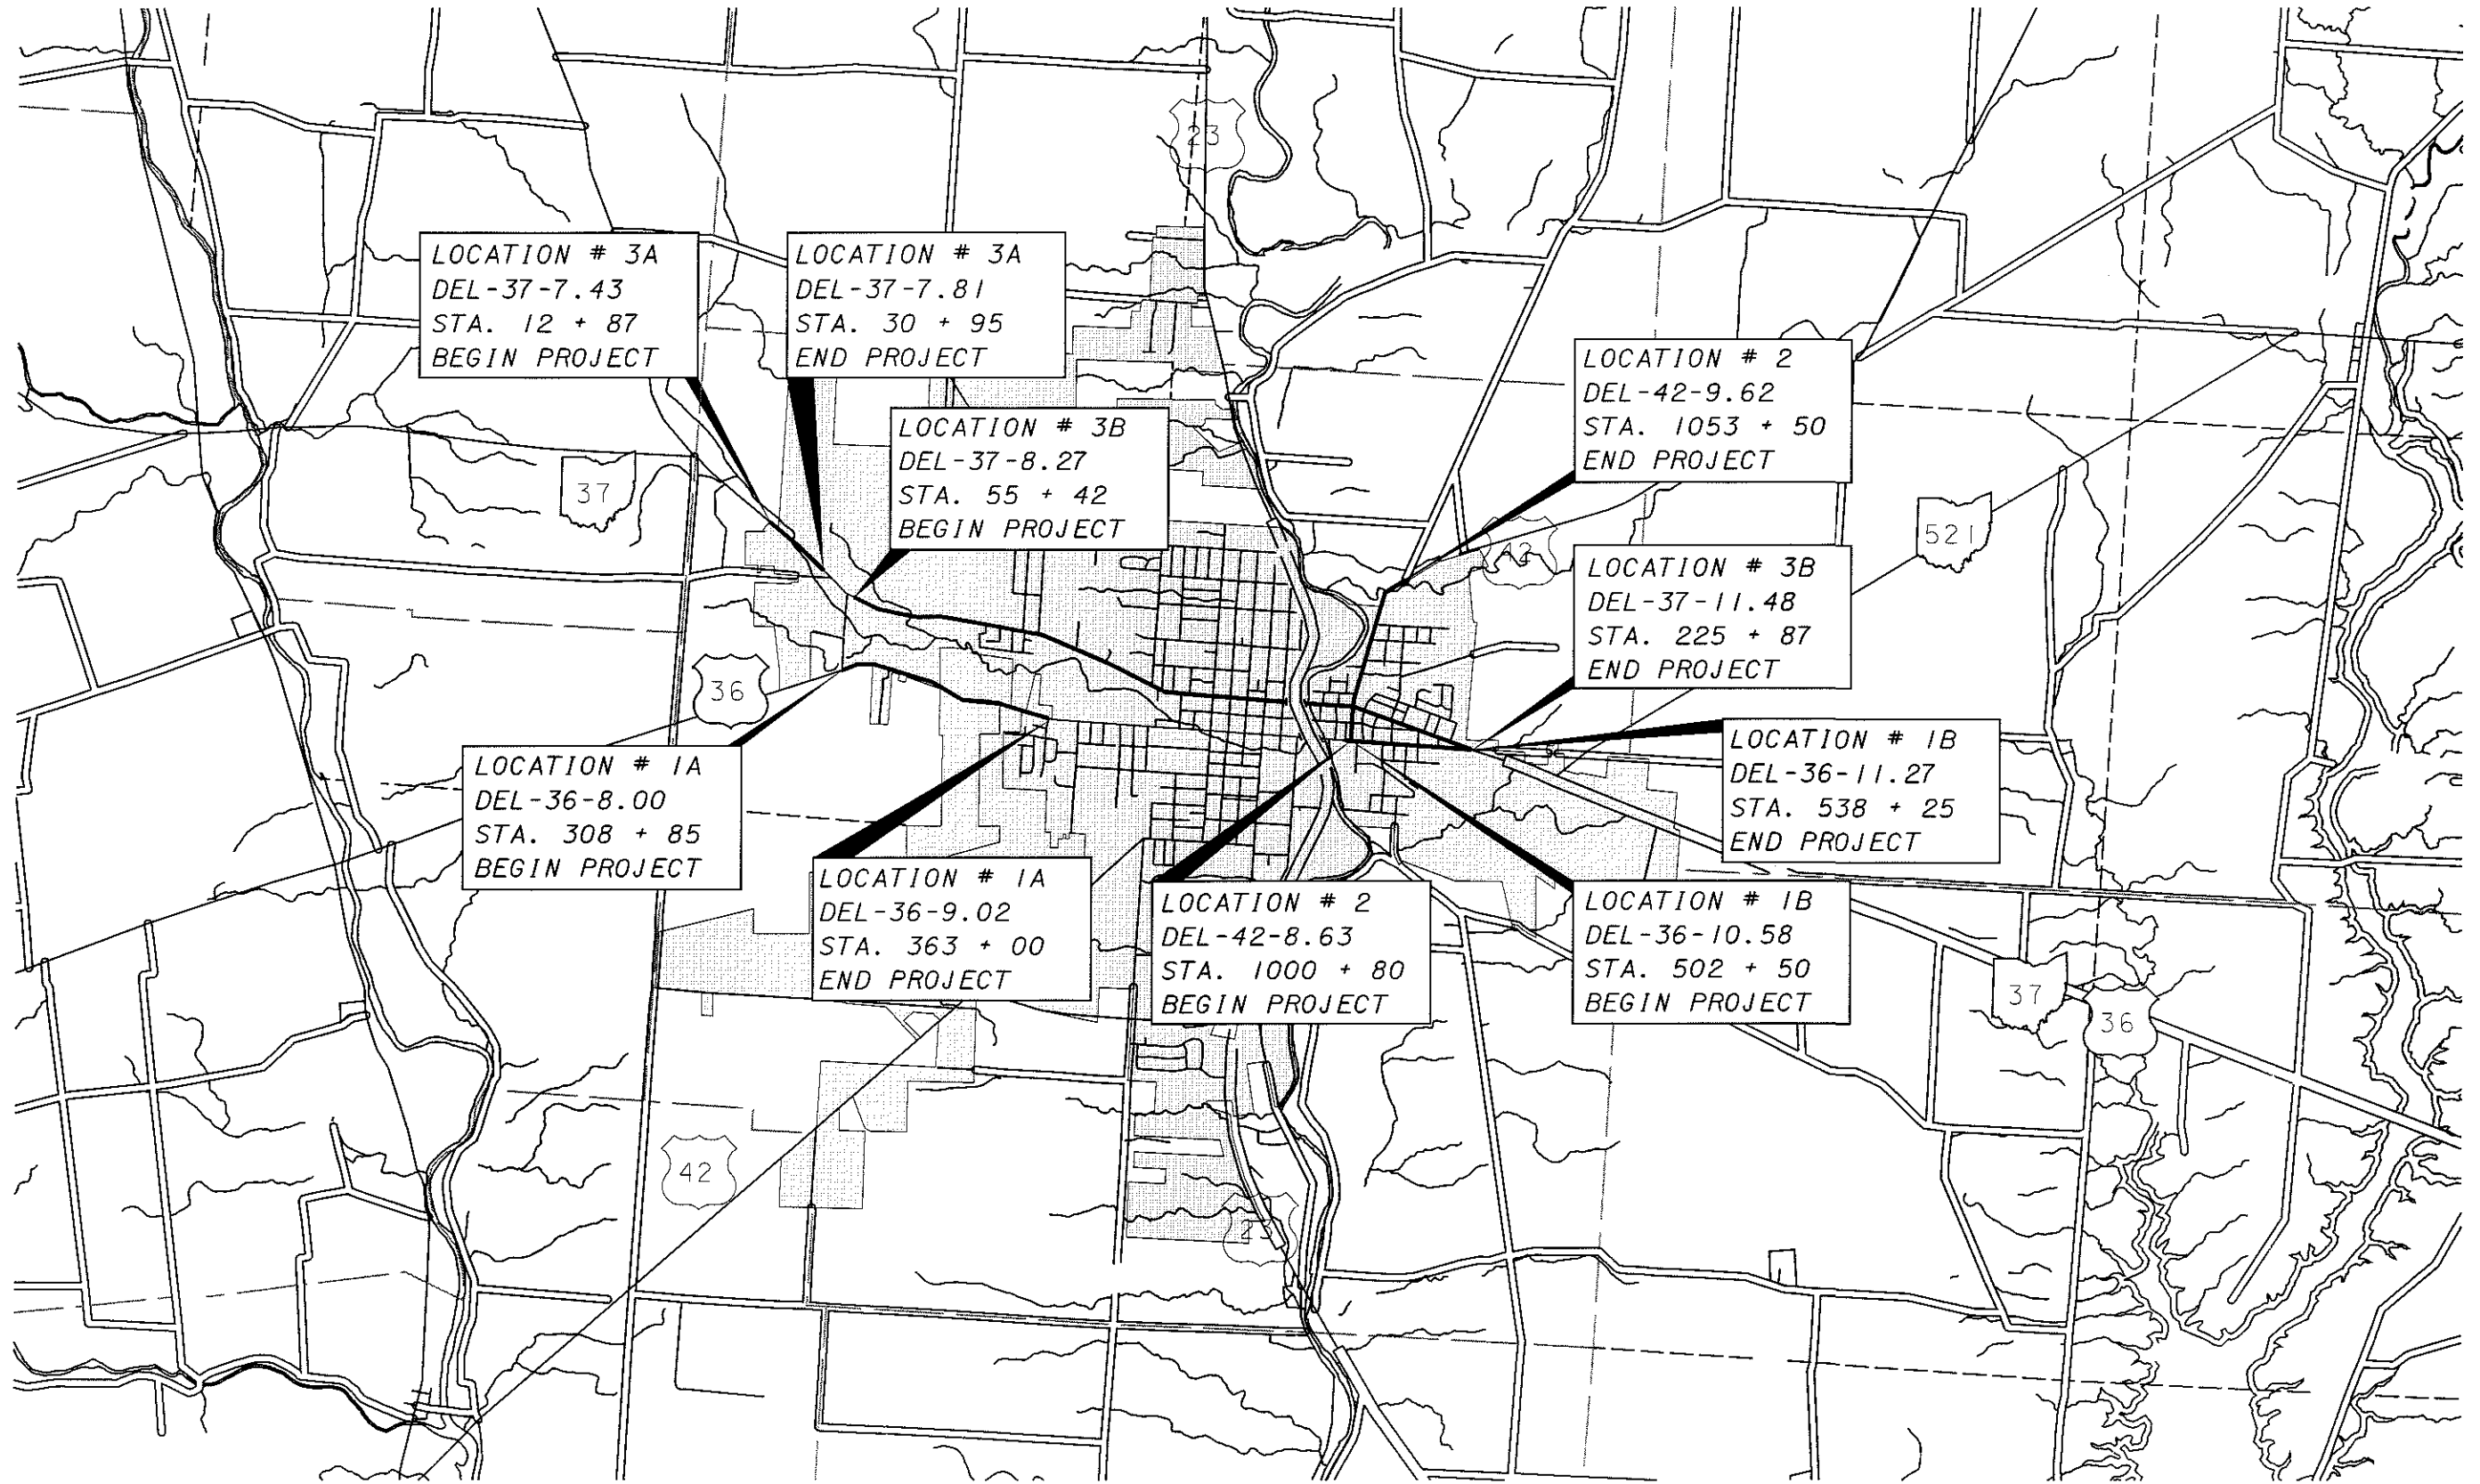 23
LOCATION # 3A
DEL-37-7.43
STA. 12 + 87
BEGIN PROJECT
LOCATION # 3A
DEL-37-7.81
STA. 30 + 95
END PROJECT
LOCATION # 2
DEL-42-9.62
STA. 1053 + 50
END PROJECT
LOCATION # 3B
DEL-37-8.27
STA. 55 + 42
BEGIN PROJECT
37
521
42
LOCATION # 3B
DEL-37-11.48
STA. 225 + 87
END PROJECT
36
LOCATION # 1B
DEL-36-11.27
STA. 538 + 25
END PROJECT
LOCATION # 1A
DEL-36-8.00
STA. 308 + 85
BEGIN PROJECT
LOCATION # 1A
DEL-36-9.02
STA. 363 + 00
END PROJECT
LOCATION # 2
DEL-42-8.63
STA. 1000 + 80
BEGIN PROJECT
LOCATION # 1B
DEL-36-10.58
STA. 502 + 50
BEGIN PROJECT
37
36
42
23